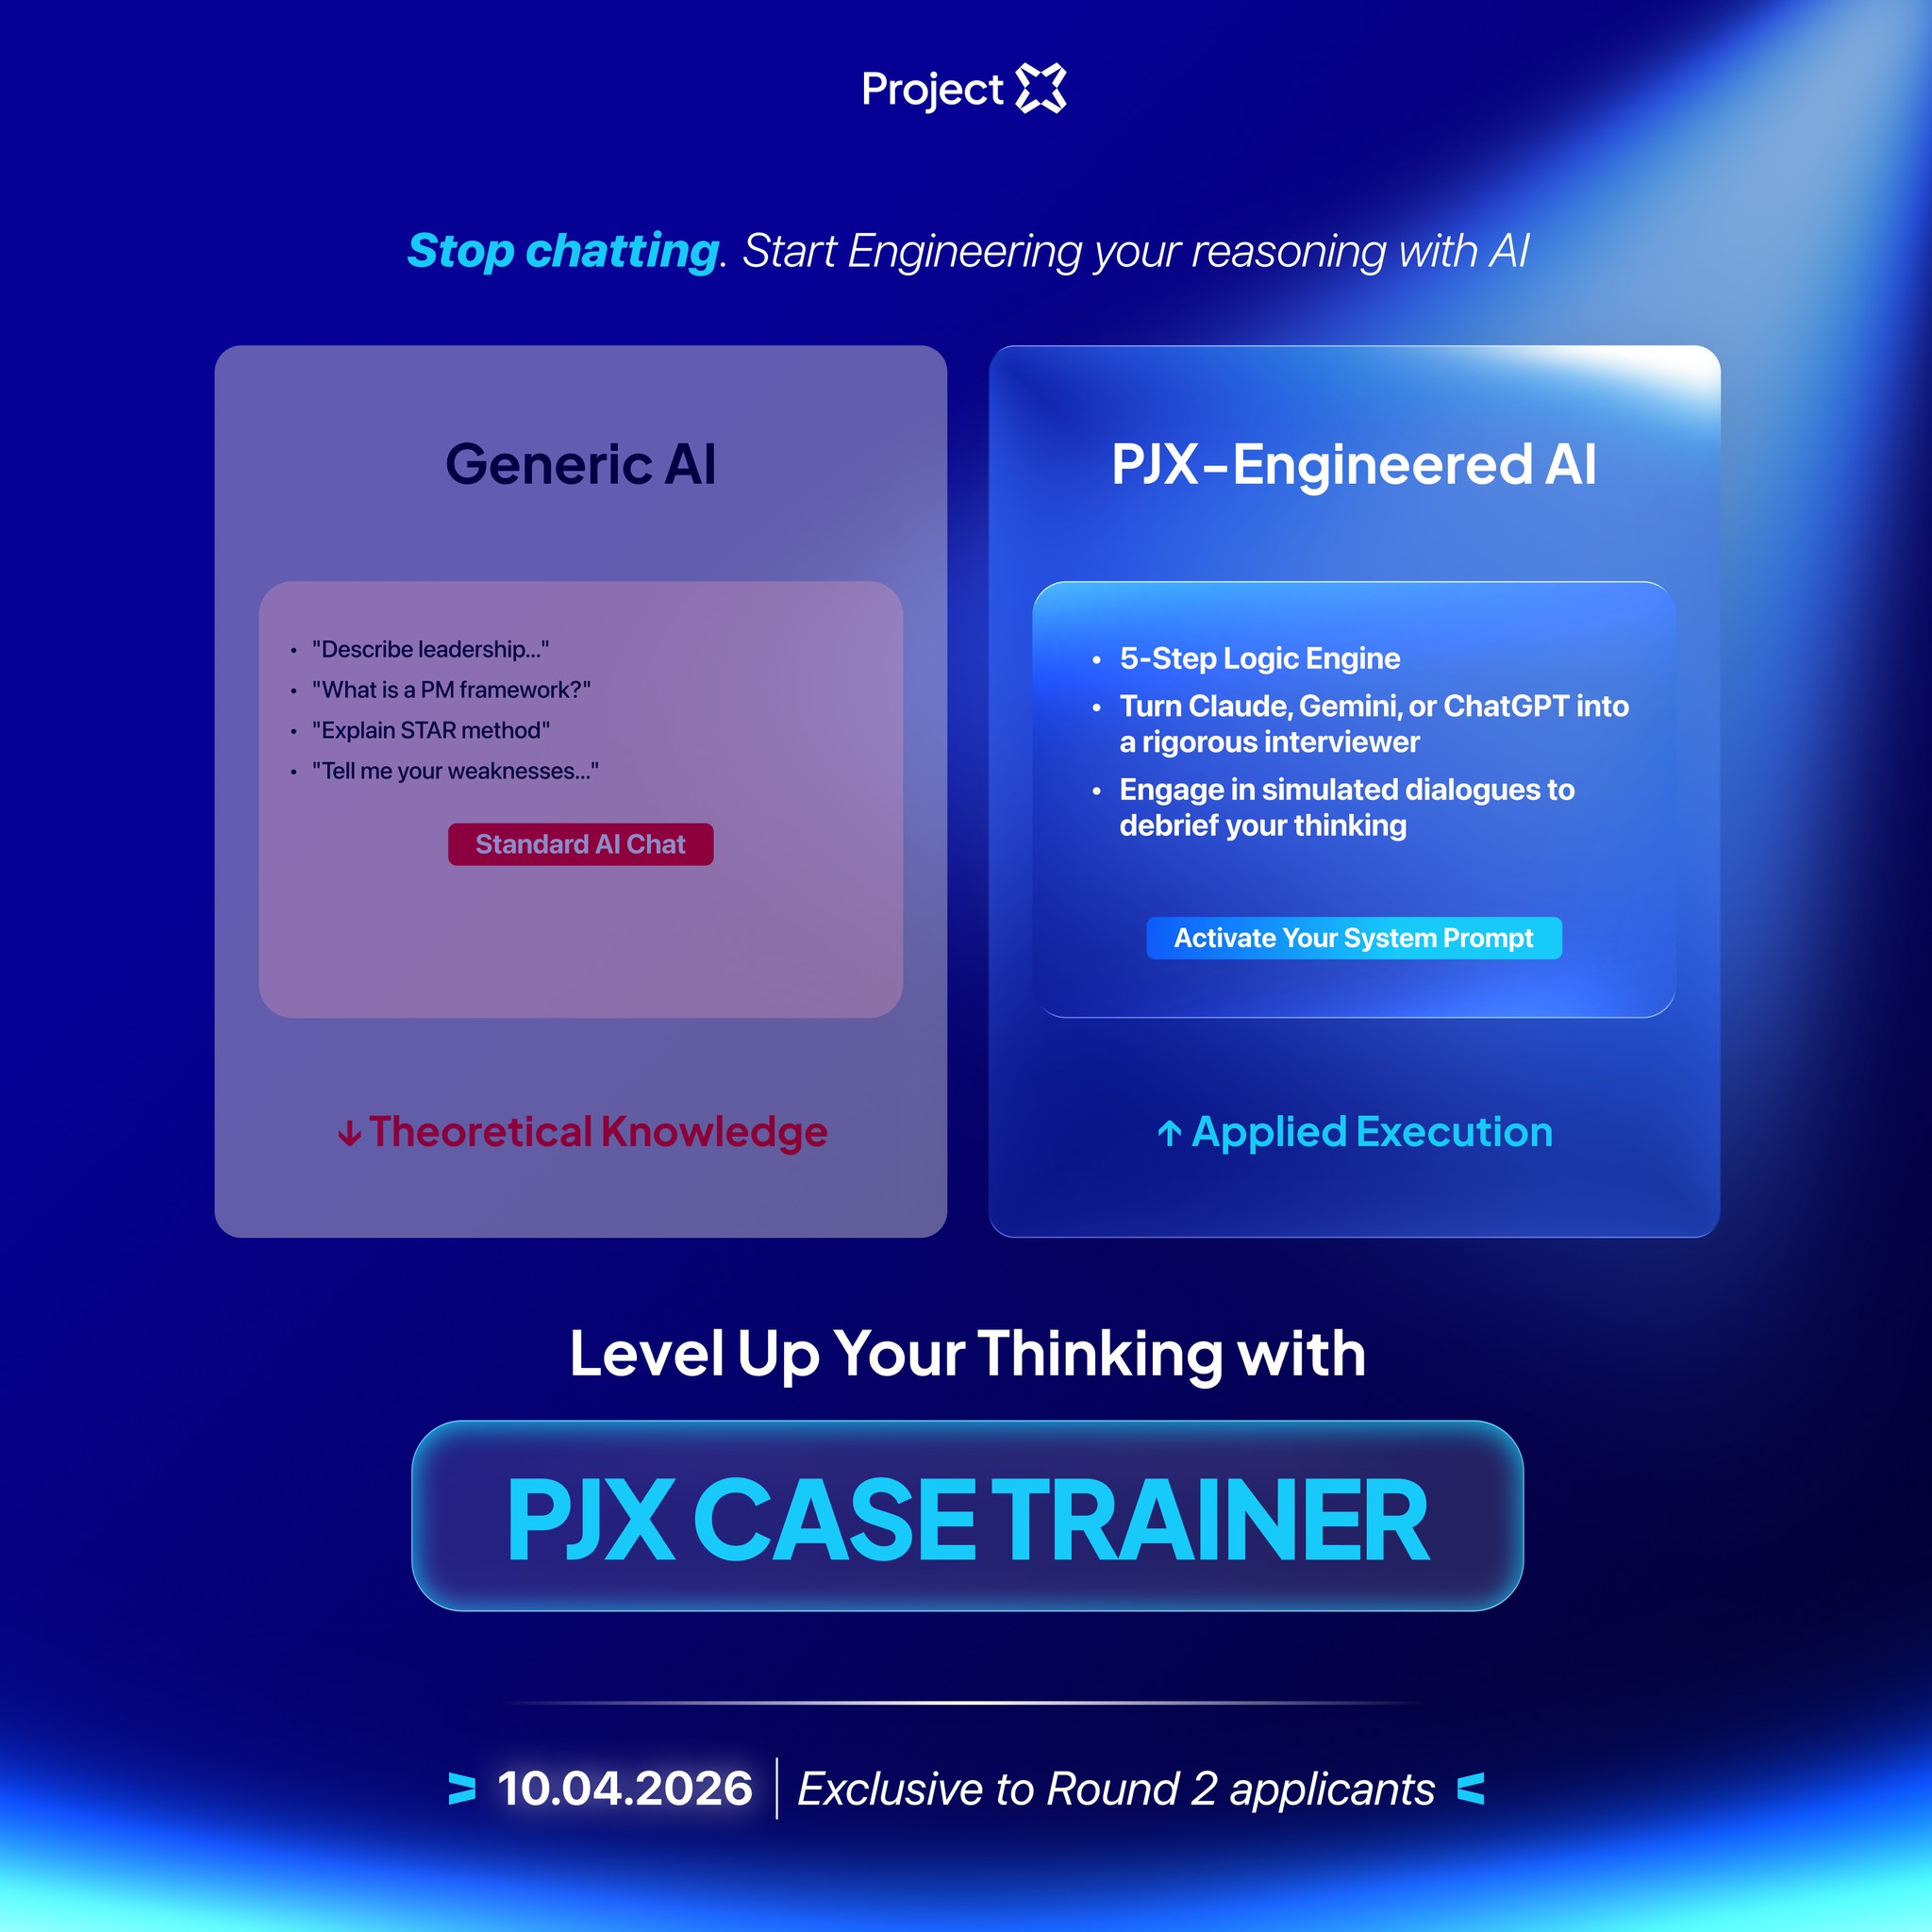 Project X
Stop chatting. Start Engineering your reasoning with AI
Generic AI
• "Describe leadership..."
• "What is a PM framework?"
• "Explain STAR method"
• "Tell me your weaknesses..."
Standard AI Chat
↓ Theoretical Knowledge
PJX-Engineered AI
• 5-Step Logic Engine
• Turn Claude, Gemini, or ChatGPT into
a rigorous interviewer
• Engage in simulated dialogues to
debrief your thinking
Activate Your System Prompt
↑ Applied Execution
Level Up Your Thinking with
PJX CASE TRAINER
10.04.2026 | Exclusive to Round 2 applicants